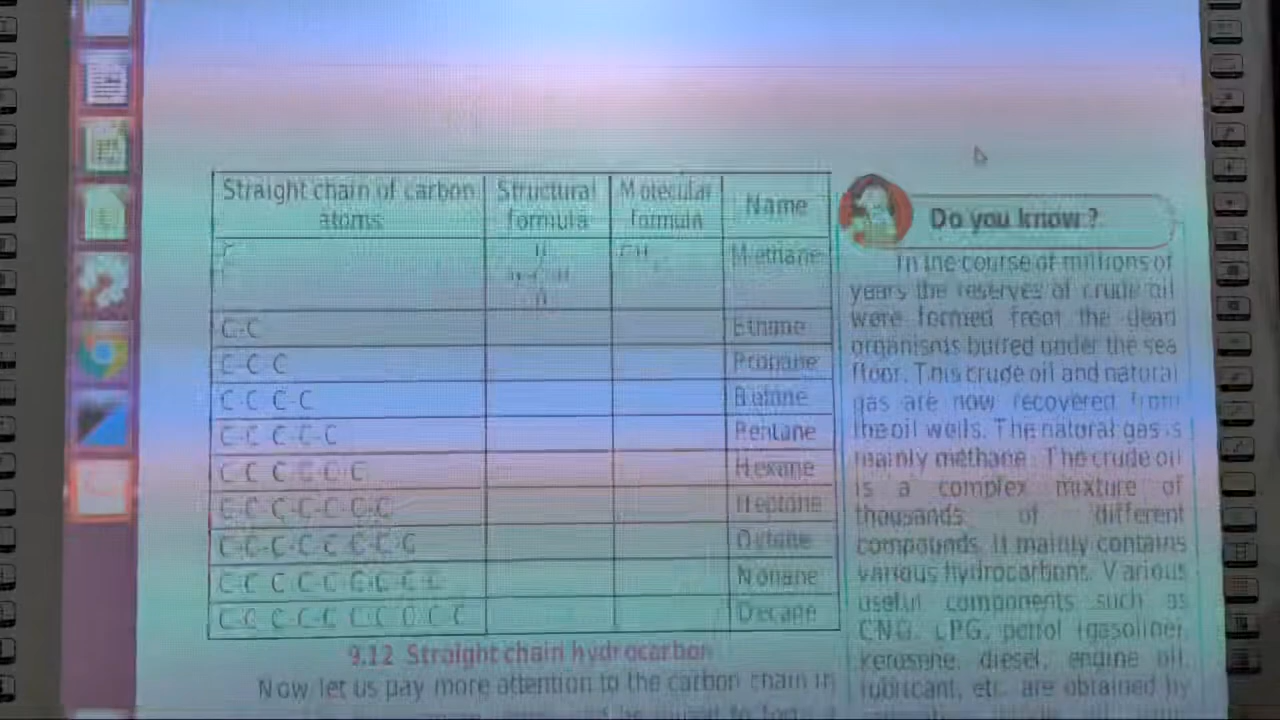 Straight chain of carbon atoms
Structural formula
Molecular formula
Name
C
H
H-C-H
H
CH4
Methane
C-C
Ethane
C-C-C
Propane
C-C-C-C
Butane
C-C-C-C-C
Pentane
C-C-C-C-C-C
Hexane
C-C-C-C-C-C-C
Heptane
C-C-C-C-C-C-C-C
Octane
C-C-C-C-C-C-C-C-C
Nonane
C-C-C-C-C-C-C-C-C-C
Decane
9.12 Straight chain hydrocarbon
Now let us pay more attention to the carbon chain in
Do you know ?
In the course of millions of
years the reserves of crude oil
were formed from the dead
organisms buried under the sea
floor. This crude oil and natural
gas are now recovered from
the oil wells. The natural gas is
mainly methane. The crude oil
is a complex mixture of
thousands of different
compounds. It mainly contains
various hydrocarbons. Various
useful components such as
CNG, LPG, petrol (gasoline),
kerosene, diesel, engine oil,
lubricant, etc. are obtained by